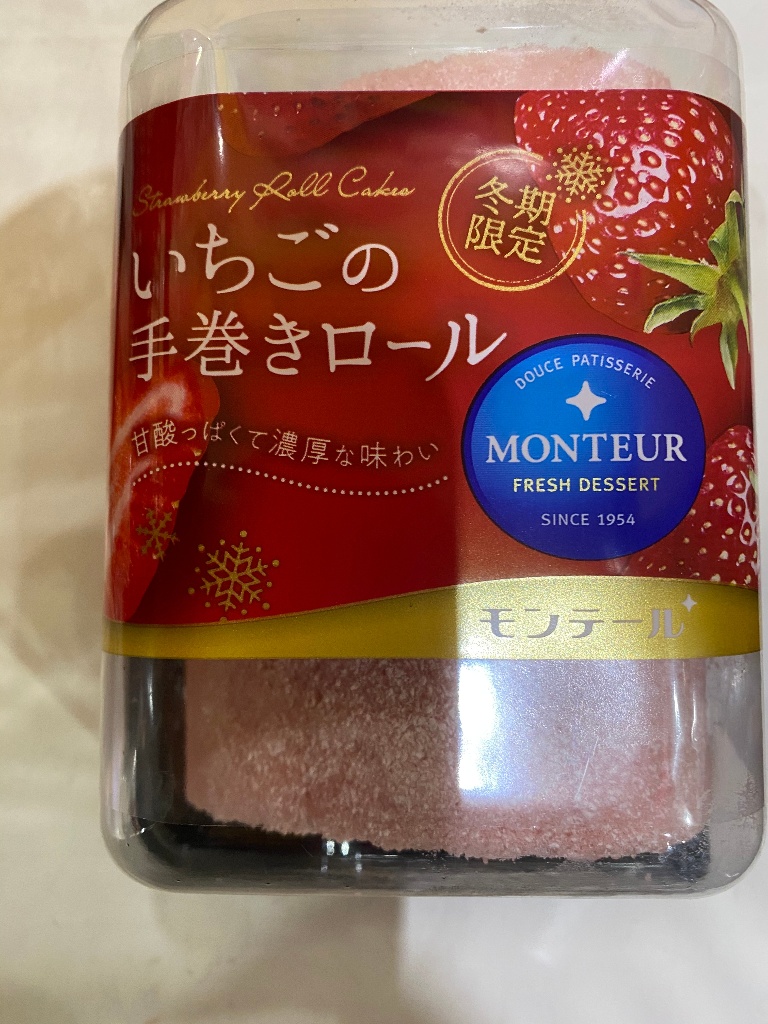 Strawberry Roll Cakes
いちごの
手巻きロール
甘酸っぱくて濃厚な味わい
冬期
限定
DOUCE PATISSERIE
MONTEUR
FRESH DESSERT
SINCE 1954
モンテール